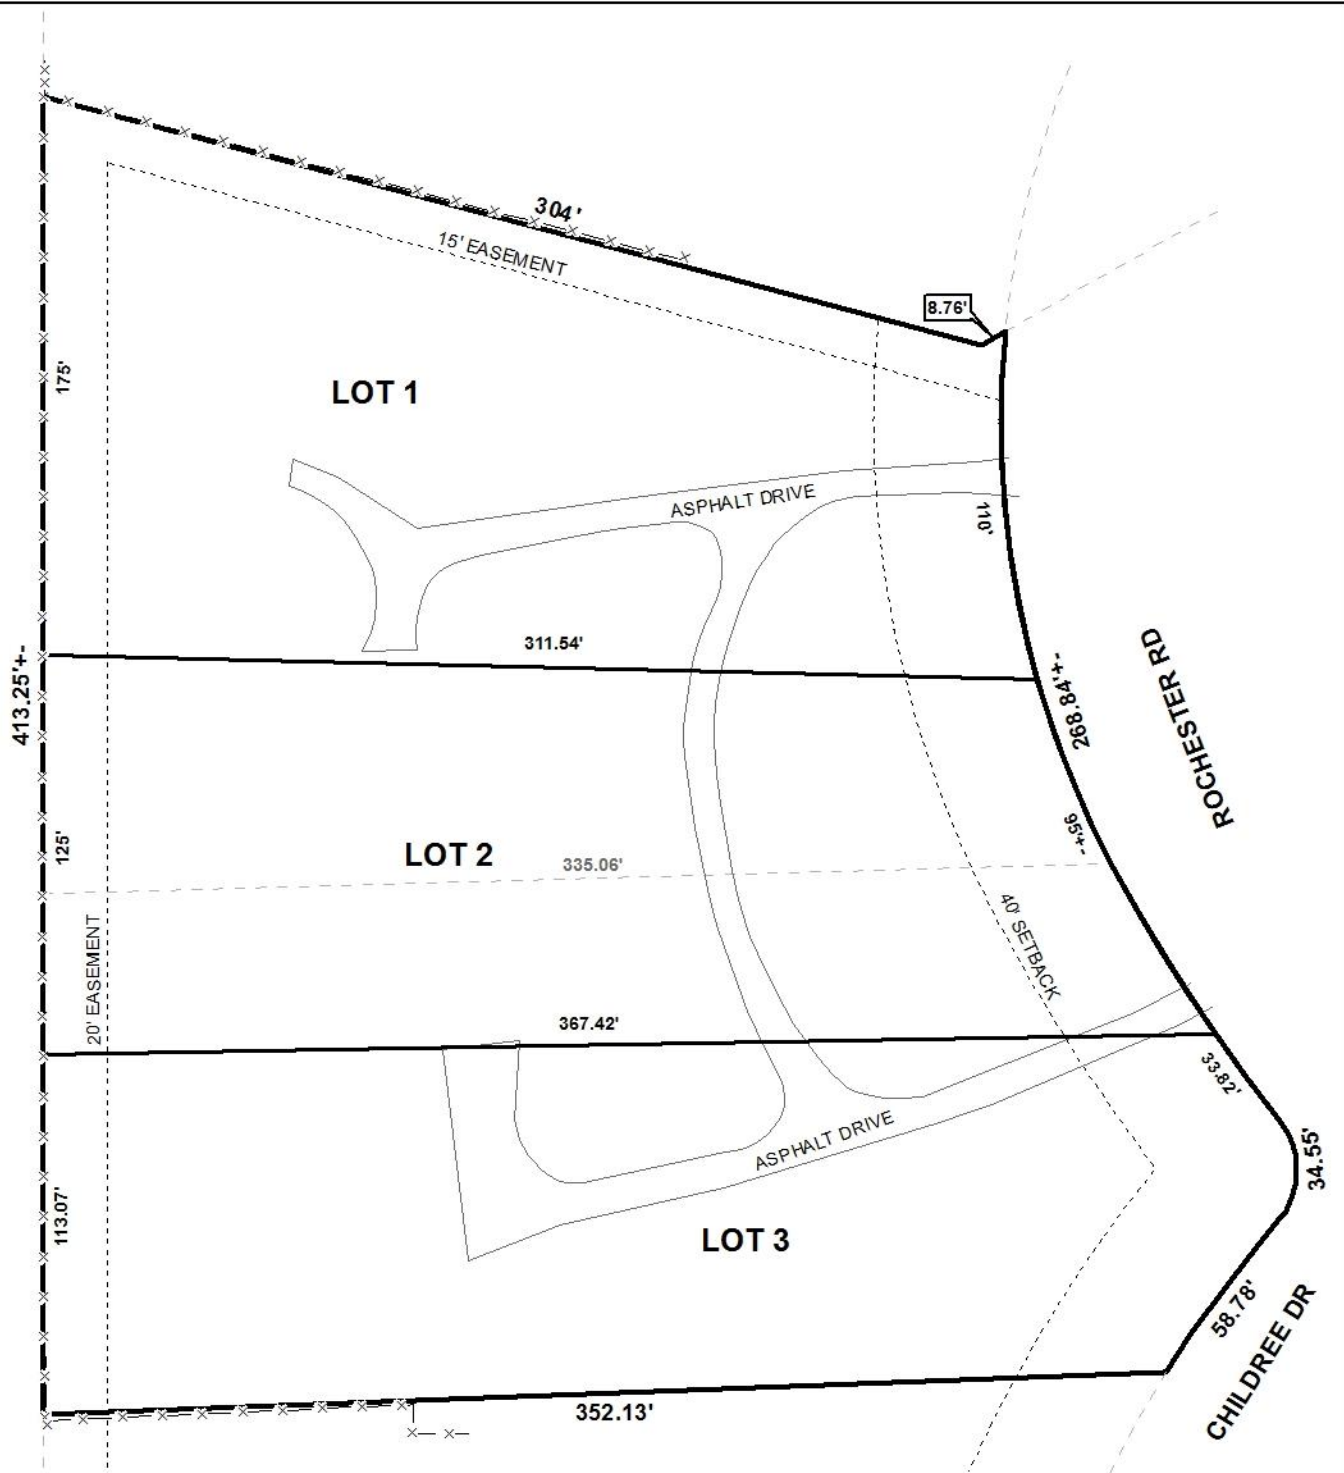 304'
15' EASEMENT
8.76'
175'
LOT 1
ASPHALT DRIVE
110'
311.54'
413.25'+-
268.84'+-
ROCHESTER RD
125'
LOT 2
335.06'
95'+-
20' EASEMENT
40' SETBACK
367.42'
33.82'
ASPHALT DRIVE
34.55'
113.07'
LOT 3
58.78'
CHILDREE DR
352.13'